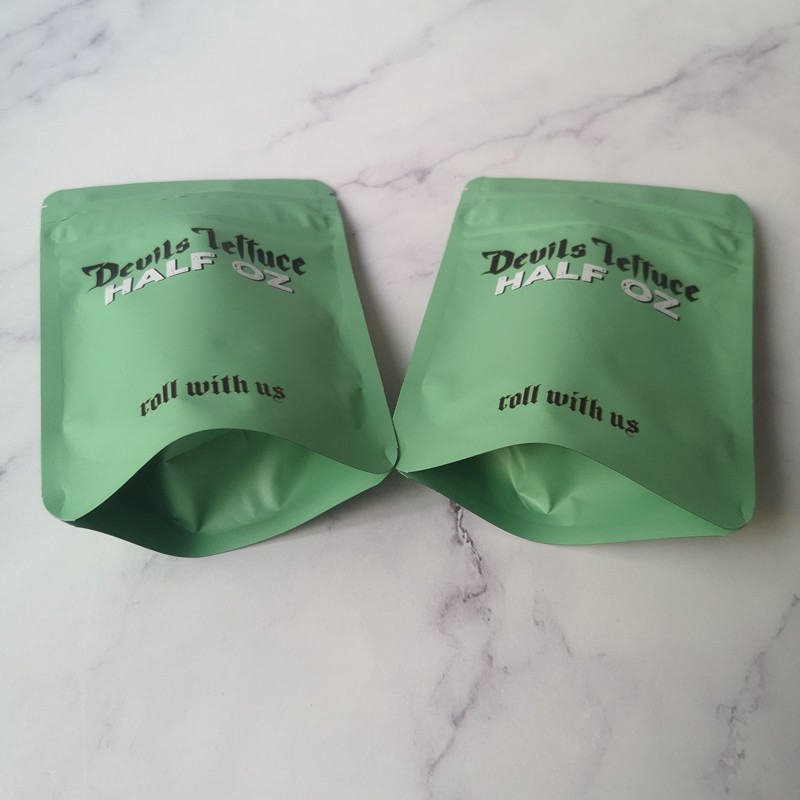 Devils lettuce
HALF OZ
roll with us
Devils lettuce
HALF OZ
roll with us